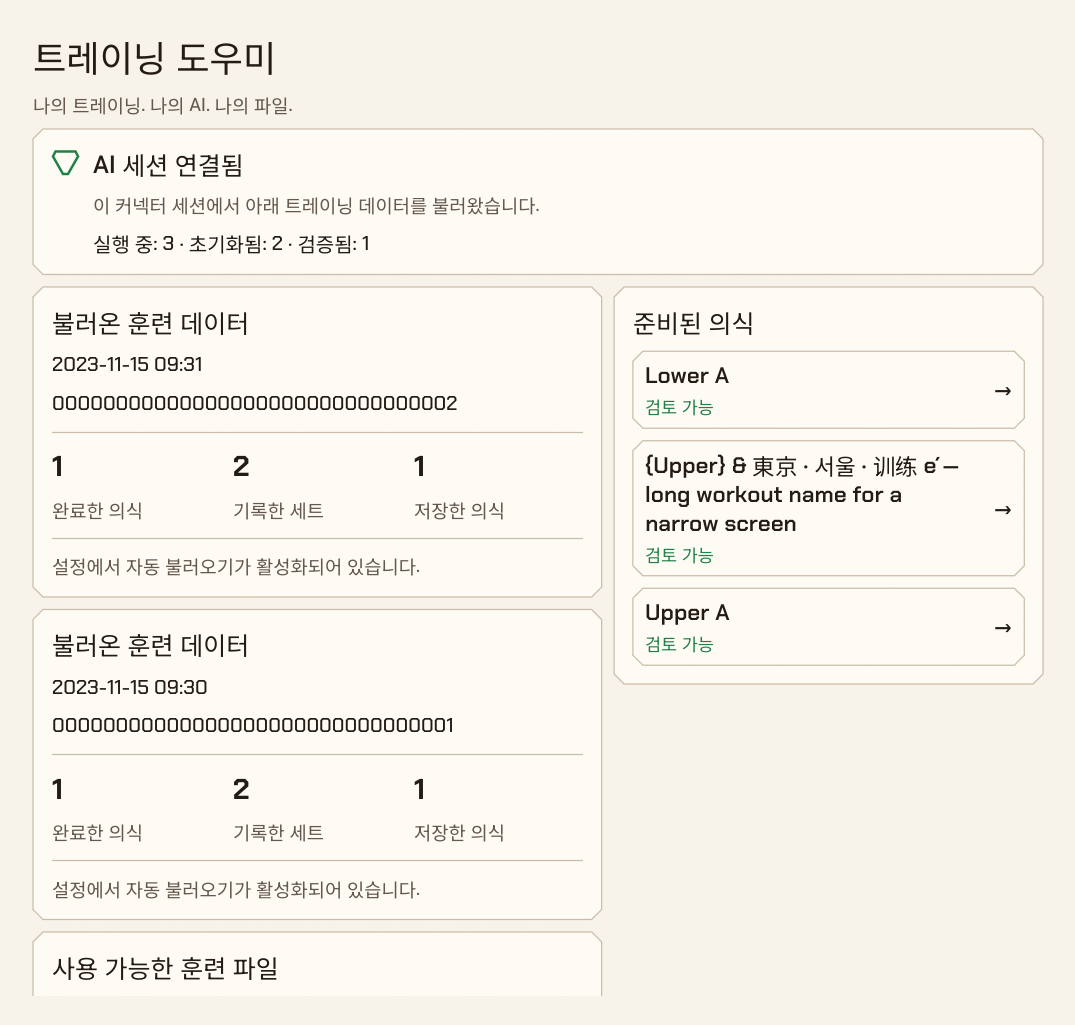 트레이닝 도우미
나의 트레이닝. 나의 AI. 나의 파일.
AI 세션 연결됨
이 커넥터 세션에서 아래 트레이닝 데이터를 불러왔습니다.
실행 중: 3 · 초기화됨: 2 · 검증됨: 1
불러온 훈련 데이터
2023-11-15 09:31
00000000000000000000000000000002
1
2
1
완료한 의식
기록한 세트
저장한 의식
설정에서 자동 불러오기가 활성화되어 있습니다.
불러온 훈련 데이터
2023-11-15 09:30
00000000000000000000000000000001
1
2
1
완료한 의식
기록한 세트
저장한 의식
설정에서 자동 불러오기가 활성화되어 있습니다.
사용 가능한 훈련 파일
준비된 의식
Lower A
검토 가능
→
{Upper} & 東京 · 서울 · 训练 é —
long workout name for a
narrow screen
검토 가능
→
Upper A
검토 가능
→